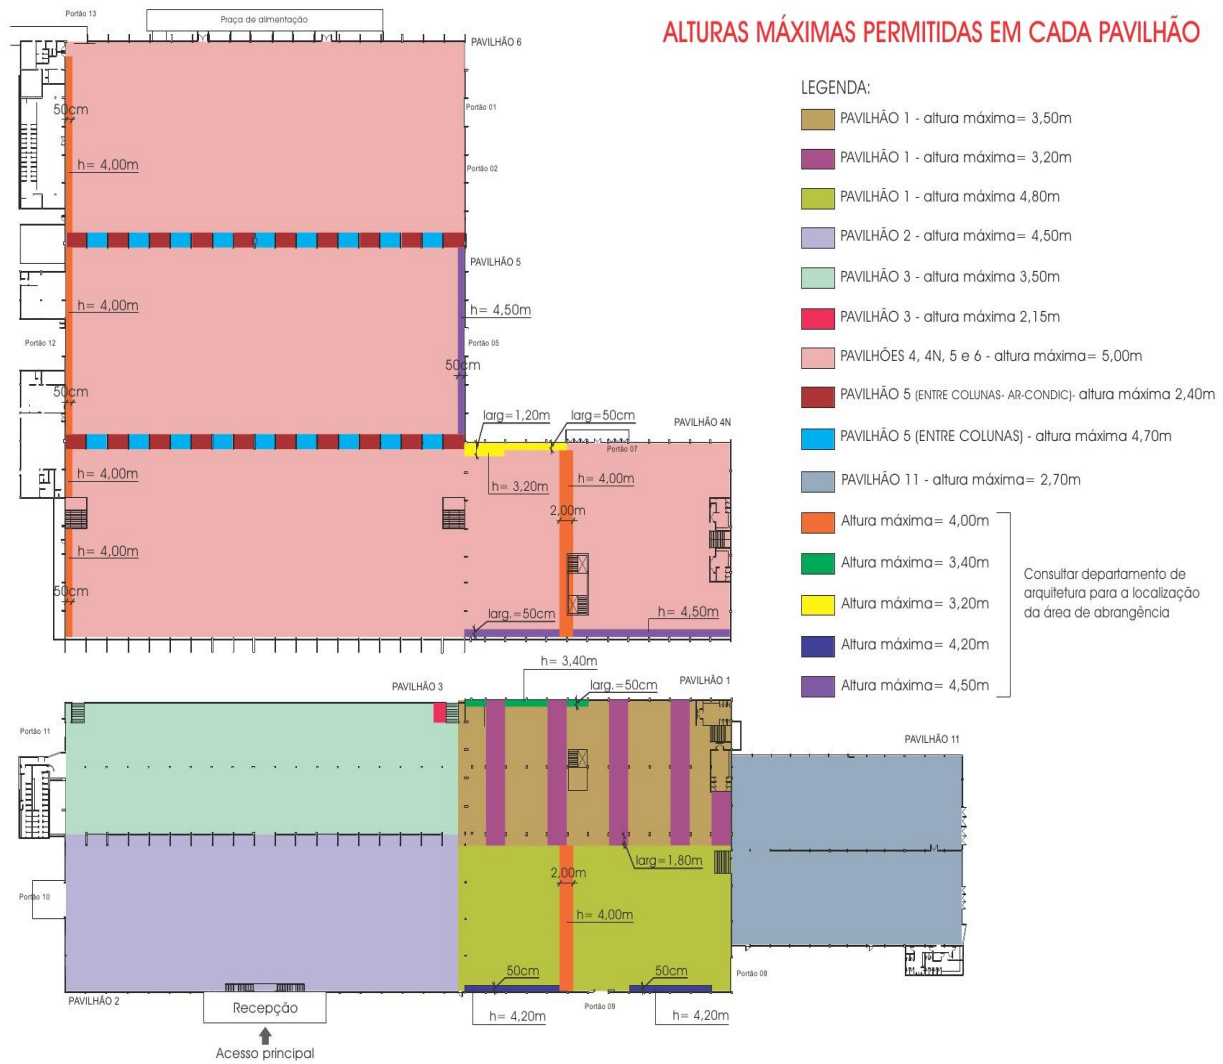 Portão 13
Praça de alimentação
PAVILHÃO 6
ALTURAS MÁXIMAS PERMITIDAS EM CADA PAVILHÃO
LEGENDA:
PAVILHÃO 1 - altura máxima= 3,50m
PAVILHÃO 1 - altura máxima= 3,20m
PAVILHÃO 1 - altura máxima 4,80m
PAVILHÃO 2 - altura máxima= 4,50m
PAVILHÃO 3 - altura máxima 3,50m
PAVILHÃO 3 - altura máxima 2,15m
PAVILHÕES 4, 4N, 5 e 6 - altura máxima= 5,00m
PAVILHÃO 5 (ENTRE COLUNAS- AR-CONDIC)- altura máxima 2,40m
PAVILHÃO 5 (ENTRE COLUNAS) - altura máxima 4,70m
PAVILHÃO 11 - altura máxima= 2,70m
Altura máxima= 4,00m
Altura máxima= 3,40m
Altura máxima= 3,20m
Altura máxima= 4,20m
Altura máxima= 4,50m
Consultar departamento de
arquitetura para a localização
da área de abrangência
50cm
Portão 01
h= 4,00m
Portão 02
PAVILHÃO 5
h= 4,00m
h= 4,50m
Portão 12
Portão 05
50cm
50cm
larg=1,20m
larg=50cm
PAVILHÃO 4N
Portão 07
h= 4,00m
h= 3,20m
h= 4,00m
2,00m
h= 4,00m
50cm
larg.=50cm
h= 4,50m
h= 3,40m
PAVILHÃO 3
larg.=50cm
PAVILHÃO 1
Portão 11
PAVILHÃO 11
larg=1,80m
2,00m
Portão 10
h= 4,00m
50cm
50cm
Portão 08
PAVILHÃO 2
Recepção
Portão 09
h= 4,20m
h= 4,20m
Acesso principal